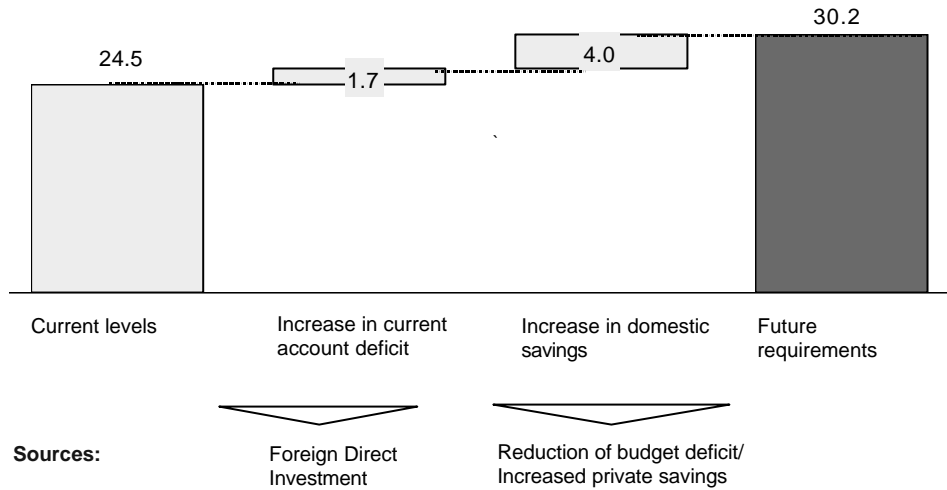 30.2
24.5
4.0
1.7
`
Current levels
Increase in current
account deficit
Increase in domestic
savings
Future
requirements
Sources:
Foreign Direct
Investment
Reduction of budget deficit/
Increased private savings